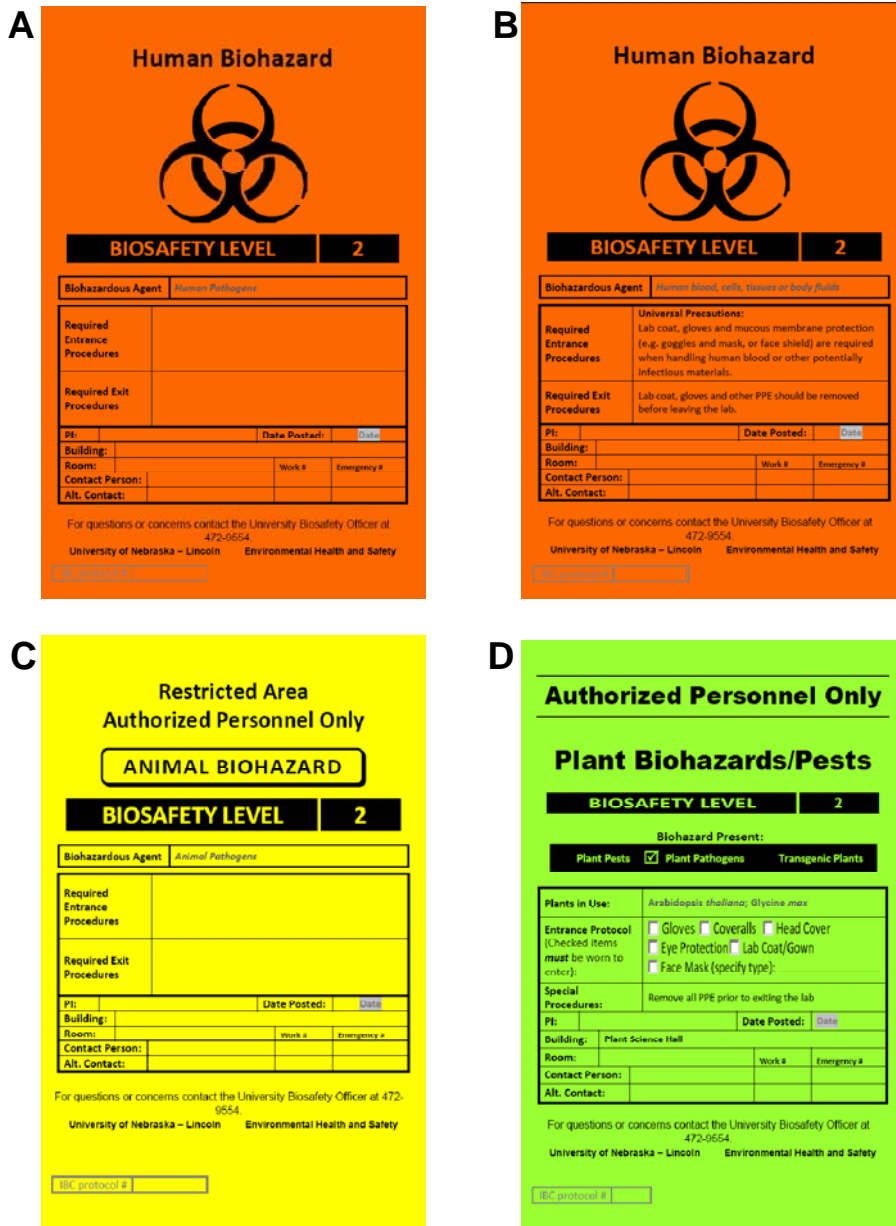 A
Human Biohazard
BIOSAFETY LEVEL 2
Biohazardous Agent Human Pathogens
Required
Entrance
Procedures
Required Exit
Procedures
PI: Date Posted: Date
Building:
Room: Work # Emergency #
Contact Person:
Alt. Contact:
For questions or concerns contact the University Biosafety Officer at
472-9554.
University of Nebraska – Lincoln Environmental Health and Safety
IBC protocol #
B
Human Biohazard
BIOSAFETY LEVEL 2
Biohazardous Agent Human blood, cells, tissues or body fluids
Required
Entrance
Procedures
Universal Precautions:
Lab coat, gloves and mucous membrane protection
(e.g. goggles and mask, or face shield) are required
when handling human blood or other potentially
infectious materials.
Required Exit
Procedures
Lab coat, gloves and other PPE should be removed
before leaving the lab.
PI: Date Posted: Date
Building:
Room: Work # Emergency #
Contact Person:
Alt. Contact:
For questions or concerns contact the University Biosafety Officer at
472-9554.
University of Nebraska – Lincoln Environmental Health and Safety
IBC protocol #
C
Restricted Area
Authorized Personnel Only
ANIMAL BIOHAZARD
BIOSAFETY LEVEL 2
Biohazardous Agent Animal Pathogens
Required
Entrance
Procedures
Required Exit
Procedures
PI: Date Posted: Date
Building:
Room: Work # Emergency #
Contact Person:
Alt. Contact:
For questions or concerns contact the University Biosafety Officer at 472-
9554.
University of Nebraska – Lincoln Environmental Health and Safety
IBC protocol #
D
Authorized Personnel Only
Plant Biohazards/Pests
BIOSAFETY LEVEL 2
Biohazard Present:
Plant Pests ☑ Plant Pathogens Transgenic Plants
Plants in Use: Arabidopsis thaliana; Glycine max
Entrance Protocol
(Checked items
must be worn to
enter):
☐ Gloves ☐ Coveralls ☐ Head Cover
☐ Eye Protection ☐ Lab Coat/Gown
☐ Face Mask (specify type):
Special
Procedures:
Remove all PPE prior to exiting the lab
PI: Date Posted: Date
Building: Plant Science Hall
Room: Work # Emergency #
Contact Person:
Alt. Contact:
For questions or concerns contact the University Biosafety Officer at
472-9554.
University of Nebraska – Lincoln Environmental Health and Safety
IBC protocol #